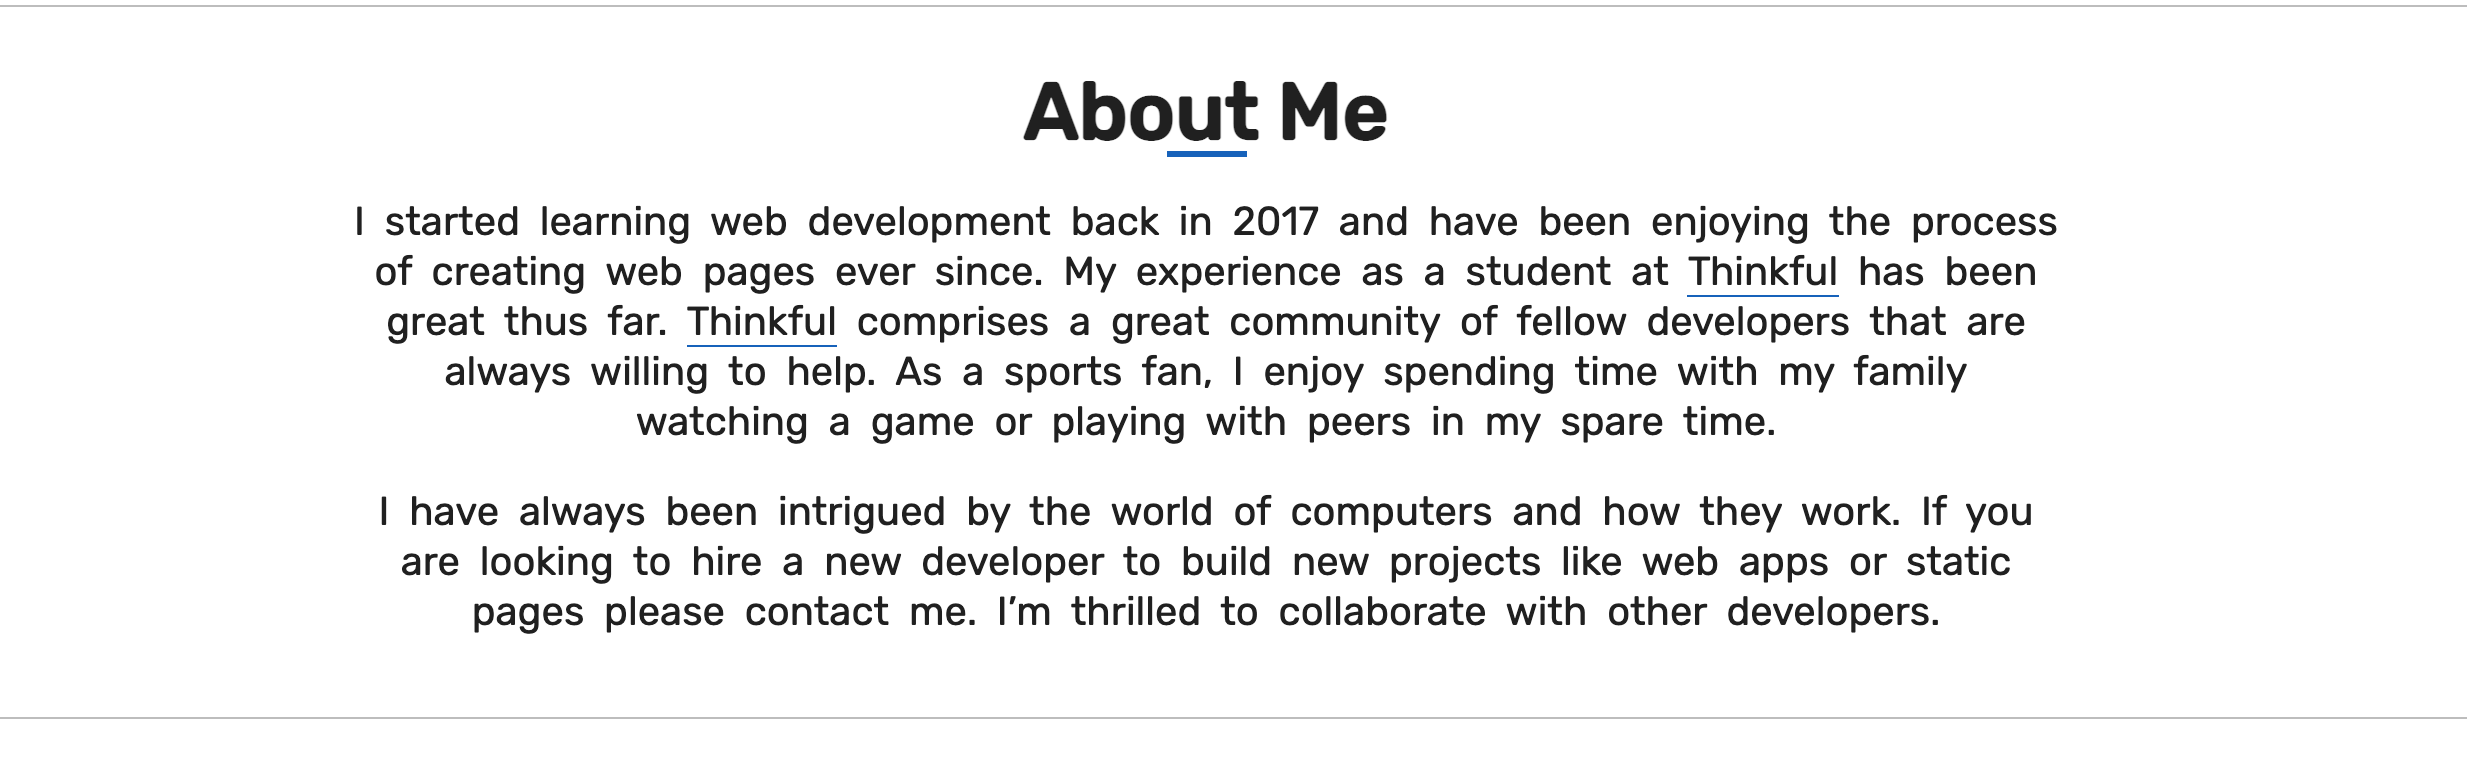 About Me
I started learning web development back in 2017 and have been enjoying the process
of creating web pages ever since. My experience as a student at Thinkful has been
great thus far. Thinkful comprises a great community of fellow developers that are
always willing to help. As a sports fan, I enjoy spending time with my family
watching a game or playing with peers in my spare time.
I have always been intrigued by the world of computers and how they work. If you
are looking to hire a new developer to build new projects like web apps or static
pages please contact me. I’m thrilled to collaborate with other developers.